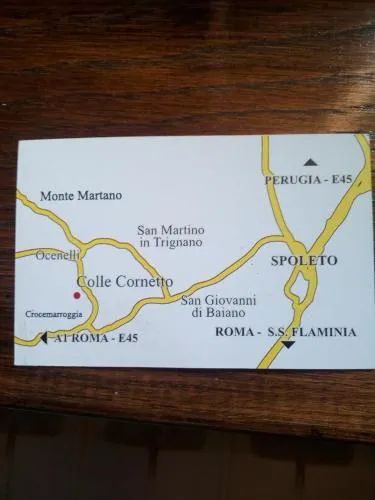 PERUGIA - E45
Monte Martano
San Martino
in Trignano
Ocenelli
SPOLETO
Colle Cornetto
San Giovanni
di Baiano
Crocemarroggia
ROMA - S.S. FLAMINIA
A1 ROMA - E45